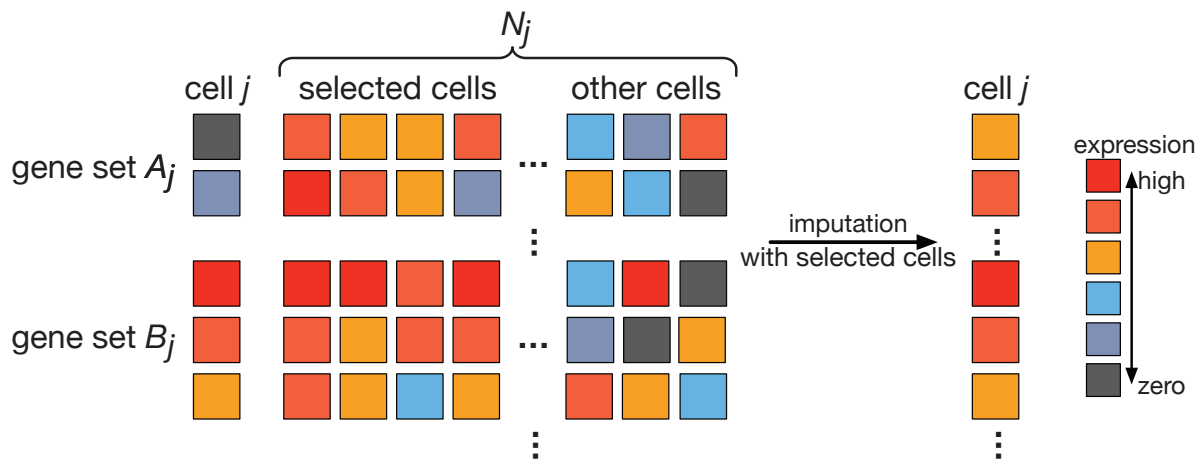 N_j
cell j selected cells other cells cell j
gene set A_j ...
expression
high
imputation
with selected cells
gene set B_j ...
zero